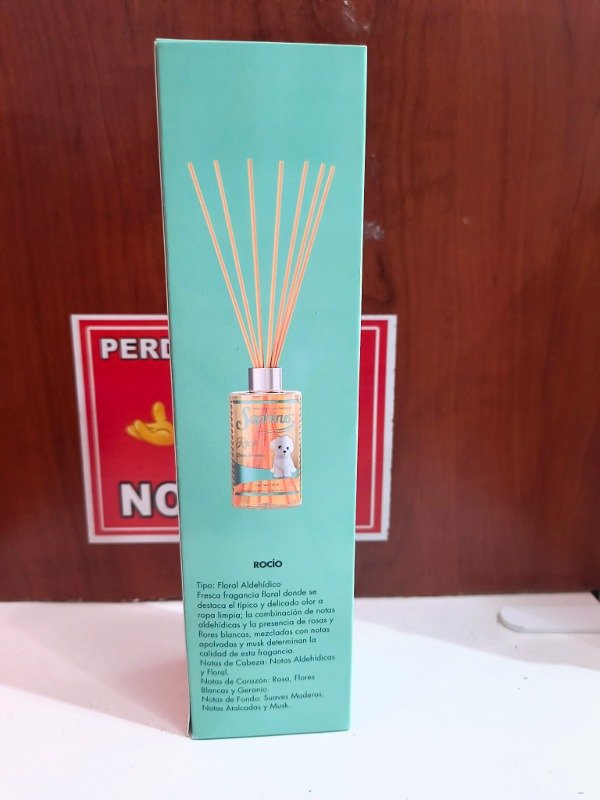 PERD
NO
Saphirus
Rocío
ROCÍO
Tipo: Floral Aldehídico
Fresca fragancia floral donde se
destaca el típico y delicado olor a
ropa limpia; la combinación de notas
aldehídicas y la presencia de rosas y
flores blancas, mezcladas con notas
apolvadas y musk determinan la
calidad de esta fragancia.
Notas de Cabeza: Notas Aldehídicas
y Floral.
Notas de Corazón: Rosa, Flores
Blancas y Geranio.
Notas de Fondo: Suaves Maderas,
Notas Atalcadas y Musk.